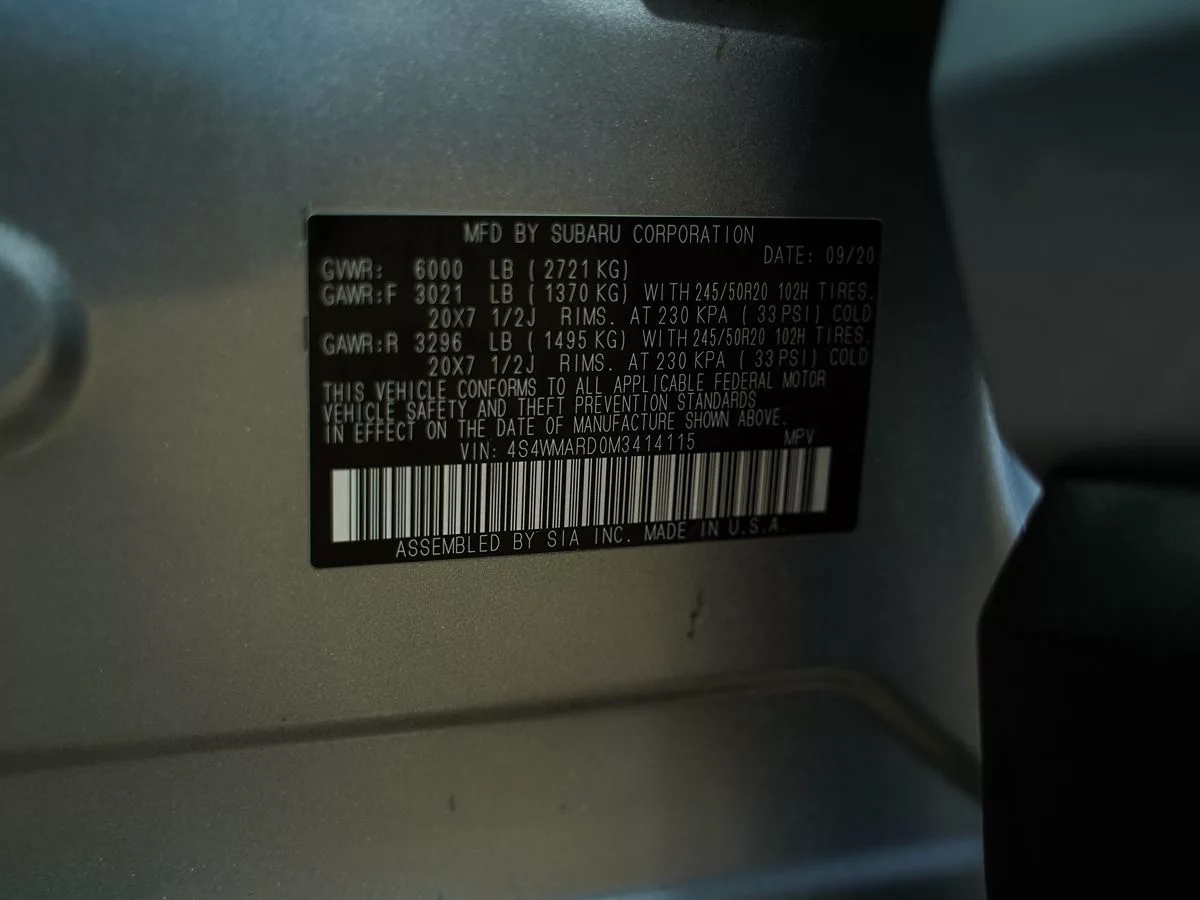 MFD BY SUBARU CORPORATION
DATE: 09/20
GVWR: 6000 LB ( 2721 KG)
GAWR:F 3021 LB ( 1370 KG) WITH 245/50R20 102H TIRES.
20X7 1/2J RIMS. AT 230 KPA ( 33 PSI) COLD
GAWR:R 3296 LB ( 1495 KG) WITH 245/50R20 102H TIRES.
20X7 1/2J RIMS. AT 230 KPA ( 33 PSI) COLD
THIS VEHICLE CONFORMS TO ALL APPLICABLE FEDERAL MOTOR
VEHICLE SAFETY AND THEFT PREVENTION STANDARDS
IN EFFECT ON THE DATE OF MANUFACTURE SHOWN ABOVE.
VIN: 4S4WMARD0M3414115 MPV
ASSEMBLED BY SIA INC. MADE IN U.S.A.